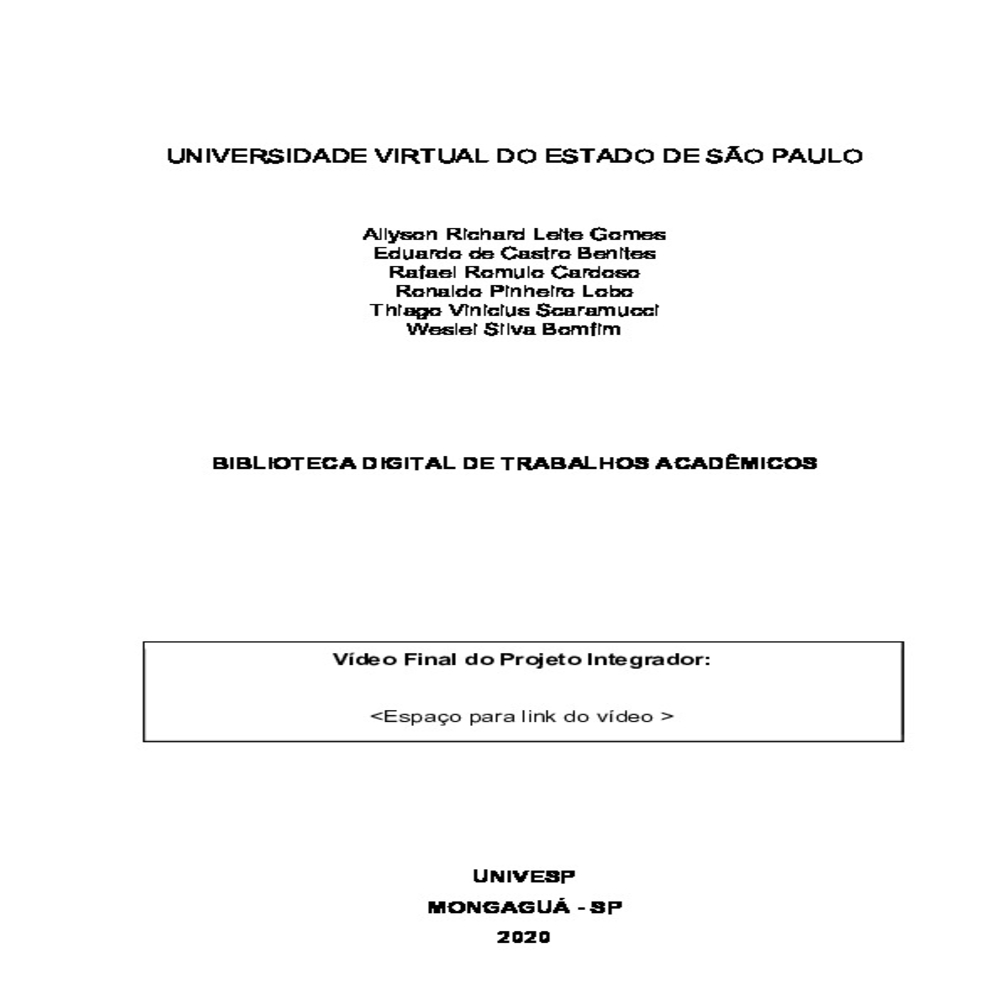 UNIVERSIDADE VIRTUAL DO ESTADO DE SÃO PAULO
Allyson Richard Leite Gomes
Eduardo de Castro Benites
Rafael Romulo Cardoso
Ronaldo Pinheiro Lobo
Thiago Vinicius Scaramucci
Weslei Silva Bomfim
BIBLIOTECA DIGITAL DE TRABALHOS ACADÊMICOS
Vídeo Final do Projeto Integrador:
<Espaço para link do vídeo >
UNIVESP
MONGAGUÁ - SP
2020